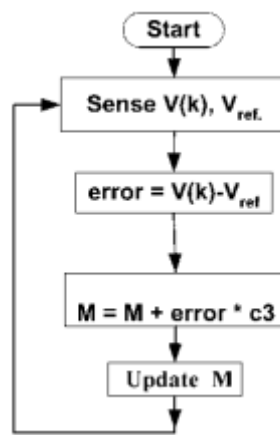 Start
Sense V(k), Vref.
error = V(k)-Vref
M = M + error * c3
Update M